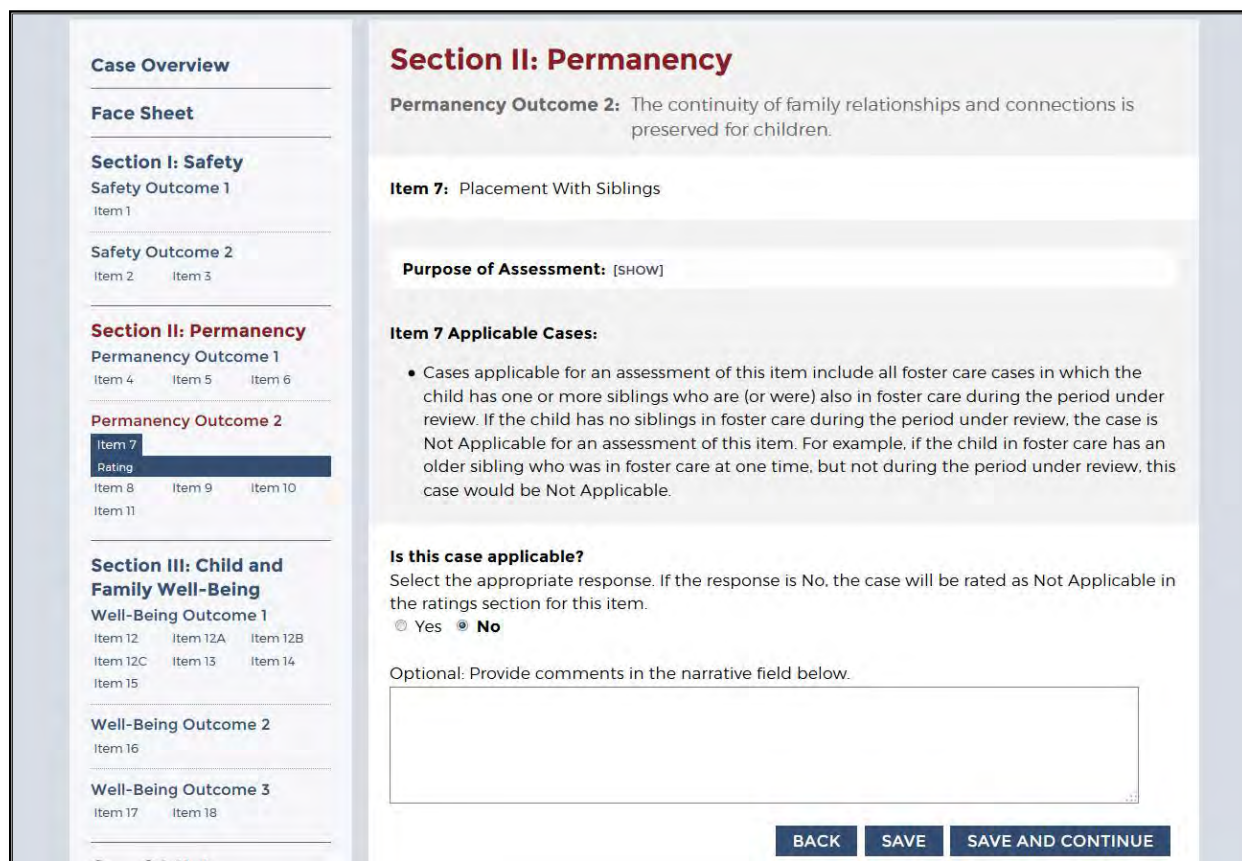 Case Overview
Face Sheet
Section I: Safety
Safety Outcome 1
Item 1
Safety Outcome 2
Item 2 Item 3
Section II: Permanency
Permanency Outcome 1
Item 4 Item 5 Item 6
Permanency Outcome 2
Item 7
Rating
Item 8 Item 9 Item 10
Item 11
Section III: Child and
Family Well-Being
Well-Being Outcome 1
Item 12 Item 12A Item 12B
Item 12C Item 13 Item 14
Item 15
Well-Being Outcome 2
Item 16
Well-Being Outcome 3
Item 17 Item 18
Section II: Permanency
Permanency Outcome 2: The continuity of family relationships and connections is
preserved for children.
Item 7: Placement With Siblings
Purpose of Assessment: [SHOW]
Item 7 Applicable Cases:
• Cases applicable for an assessment of this item include all foster care cases in which the
child has one or more siblings who are (or were) also in foster care during the period under
review. If the child has no siblings in foster care during the period under review, the case is
Not Applicable for an assessment of this item. For example, if the child in foster care has an
older sibling who was in foster care at one time, but not during the period under review, this
case would be Not Applicable.
Is this case applicable?
Select the appropriate response. If the response is No, the case will be rated as Not Applicable in
the ratings section for this item.
Yes No
Optional: Provide comments in the narrative field below.
BACK SAVE SAVE AND CONTINUE